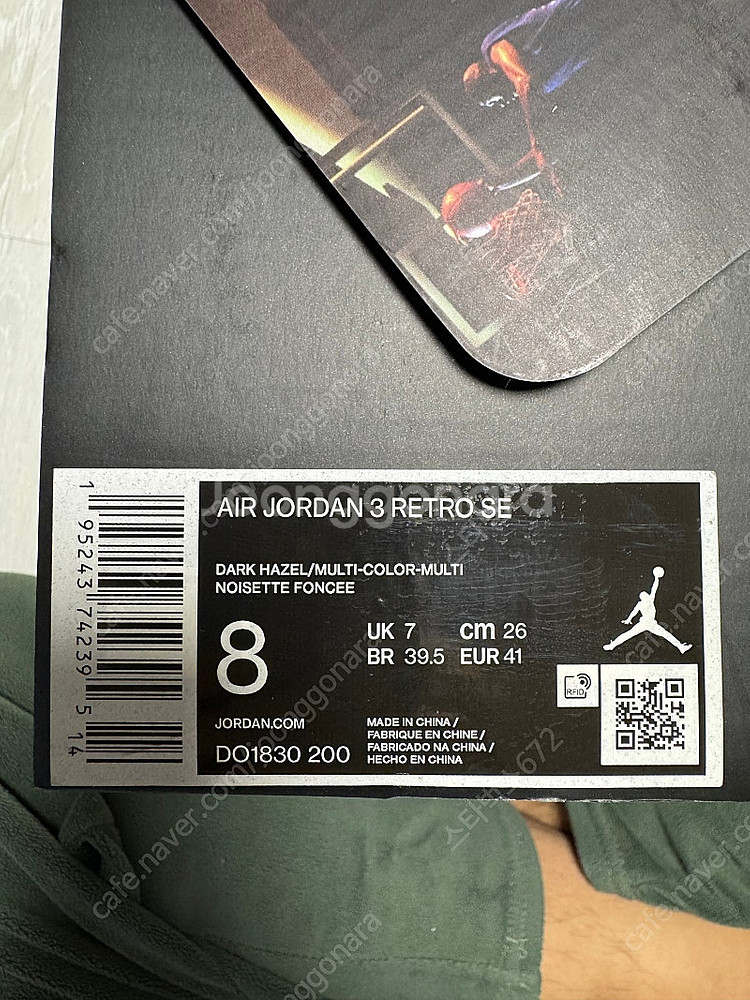 AIR JORDAN 3 RETRO SE
DARK HAZEL/MULTI-COLOR-MULTI
NOISETTE FONCEE
8
UK 7 cm 26
BR 39.5 EUR 41
RFID
JORDAN.COM
DO1830 200
MADE IN CHINA /
FABRIQUE EN CHINE /
FABRICADO NA CHINA /
HECHO EN CHINA
1 95243 74239 5 14
Joonggonara
cafe.naver.com/joonggonara